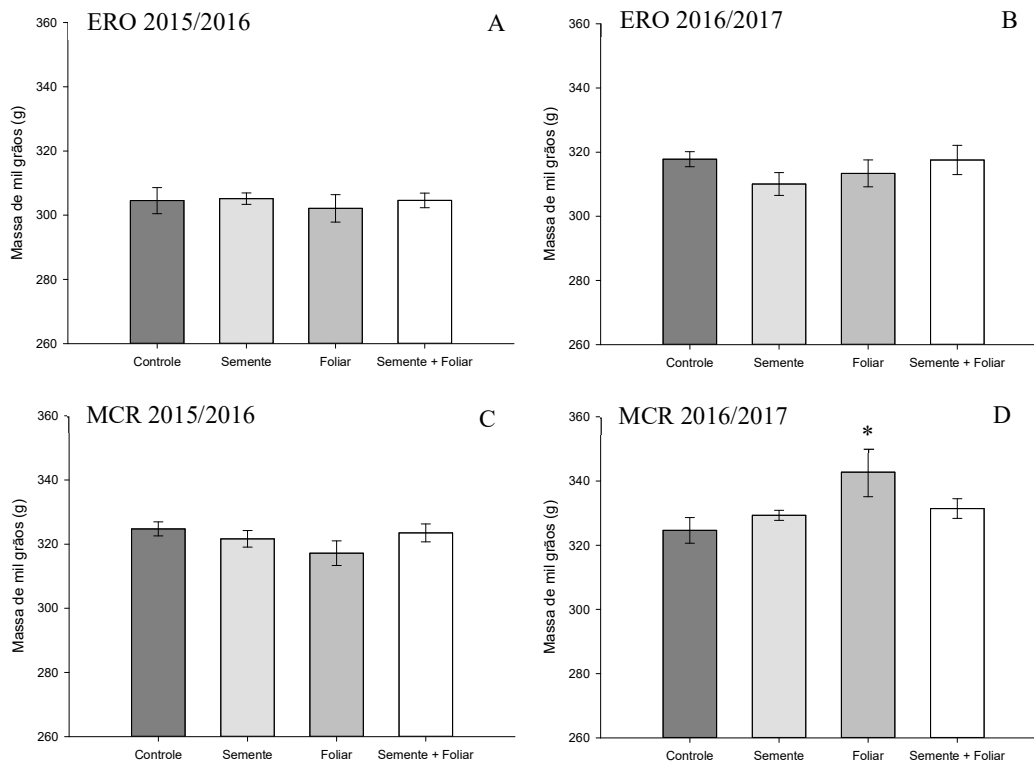 ERO 2015/2016 A
Massa de mil grãos (g)
360
340
320
300
280
260
Controle Semente Foliar Semente + Foliar
ERO 2016/2017 B
Massa de mil grãos (g)
360
340
320
300
280
260
Controle Semente Foliar Semente + Foliar
MCR 2015/2016 C
Massa de mil grãos (g)
360
340
320
300
280
260
Controle Semente Foliar Semente + Foliar
MCR 2016/2017 D
*
Massa de mil grãos (g)
360
340
320
300
280
260
Controle Semente Foliar Semente + Foliar